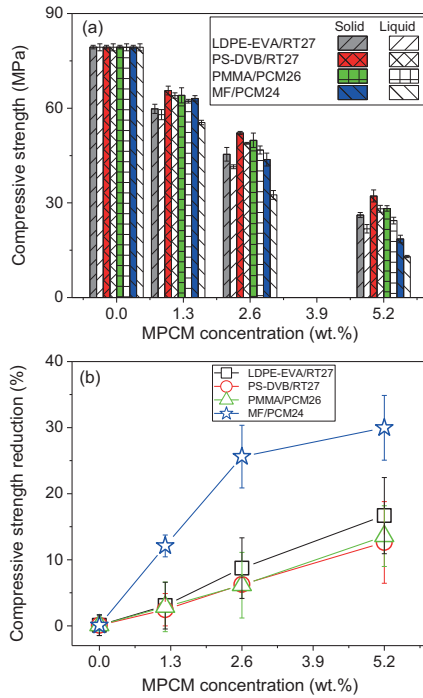 (a)
Solid Liquid
LDPE-EVA/RT27
PS-DVB/RT27
PMMA/PCM26
MF/PCM24
Compressive strength (MPa)
90
60
30
0
0.0 1.3 2.6 3.9 5.2
MPCM concentration (wt.%)
(b)
LDPE-EVA/RT27
PS-DVB/RT27
PMMA/PCM26
MF/PCM24
Compressive strength reduction (%)
40
30
20
10
0
0.0 1.3 2.6 3.9 5.2
MPCM concentration (wt.%)